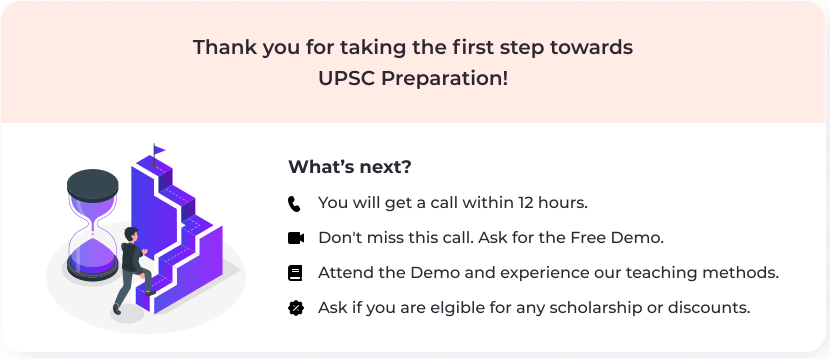 Thank you for taking the first step towards
UPSC Preparation!
What’s next?
You will get a call within 12 hours.
Don't miss this call. Ask for the Free Demo.
Attend the Demo and experience our teaching methods.
Ask if you are elgible for any scholarship or discounts.